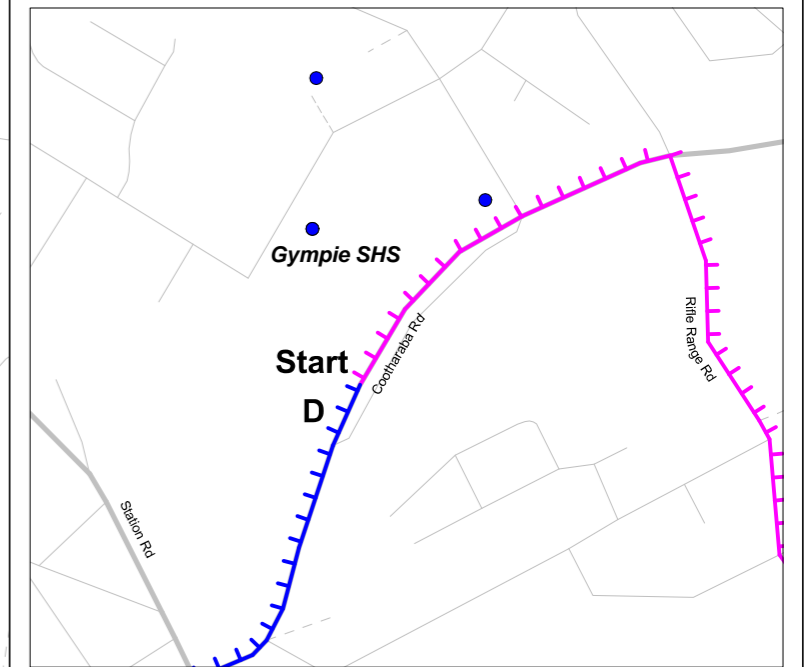 Gympie SHS
Start
D
Cootharaba Rd
Rifle Range Rd
Station Rd